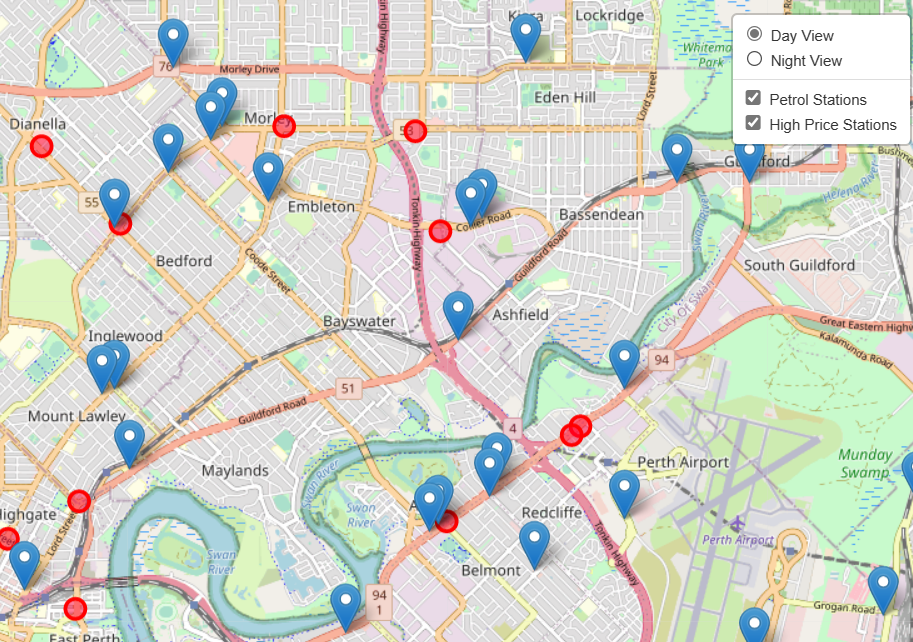 Kiara
Lockridge
Day View
Night View
Petrol Stations
High Price Stations
76
Morley Drive
Eden Hill
Lord Street
Tonkin Highway
Dianella
Morley
53
Guildford
Helena River
55
Embleton
Collier Road
Bassendean
Swan River
Bedford
Coode Street
Tonkin Highway
Guildford Road
South Guildford
City Of Swan
Inglewood
Bayswater
Ashfield
Great Eastern Highw
Kalamunda Road
94
51
Guildford Road
Mount Lawley
4
Maylands
Swan River
Perth Airport
Munday
Swamp
Highgate
Lord Street
Swan
River
Redcliffe
Perth Airport
Swan
River
Belmont
Tonkin Highway
94
1
Grogan Road
East Perth